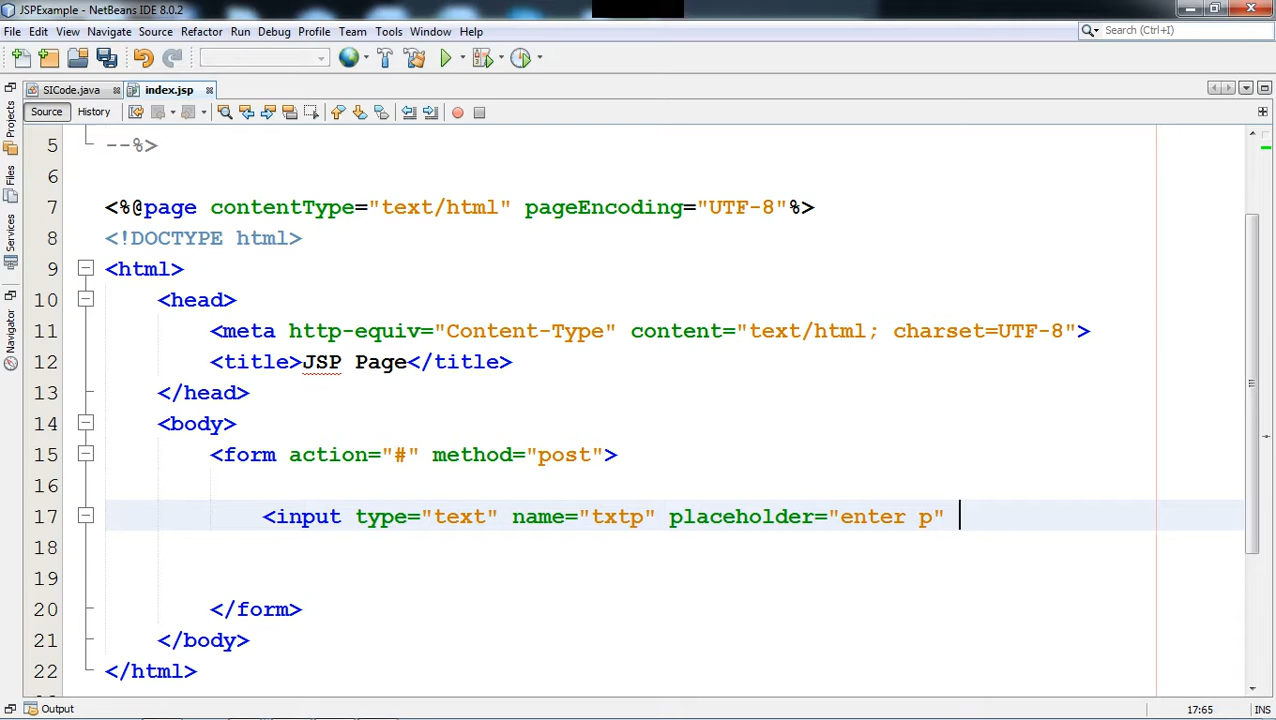 JSPExample - NetBeans IDE 8.0.2
File Edit View Navigate Source Refactor Run Debug Profile Team Tools Window Help
Search (Ctrl+I)
SICode.java index.jsp
Source History
Projects
Files
Services
Navigator
5 --%>
6
7 <%@page contentType="text/html" pageEncoding="UTF-8"%>
8 <!DOCTYPE html>
9 <html>
10 <head>
11 <meta http-equiv="Content-Type" content="text/html; charset=UTF-8">
12 <title>JSP Page</title>
13 </head>
14 <body>
15 <form action="#" method="post">
16
17 <input type="text" name="txtp" placeholder="enter p"
18
19
20 </form>
21 </body>
22 </html>
Output
17:65 INS